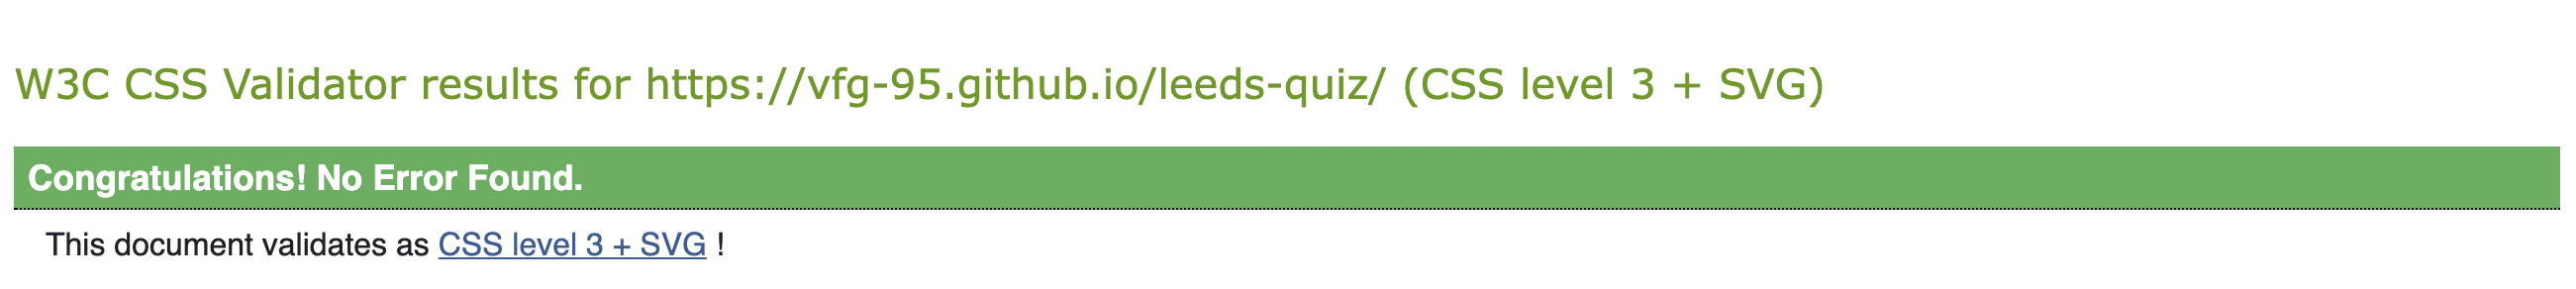 W3C CSS Validator results for https://vfg-95.github.io/leeds-quiz/ (CSS level 3 + SVG)
Congratulations! No Error Found.
This document validates as CSS level 3 + SVG !